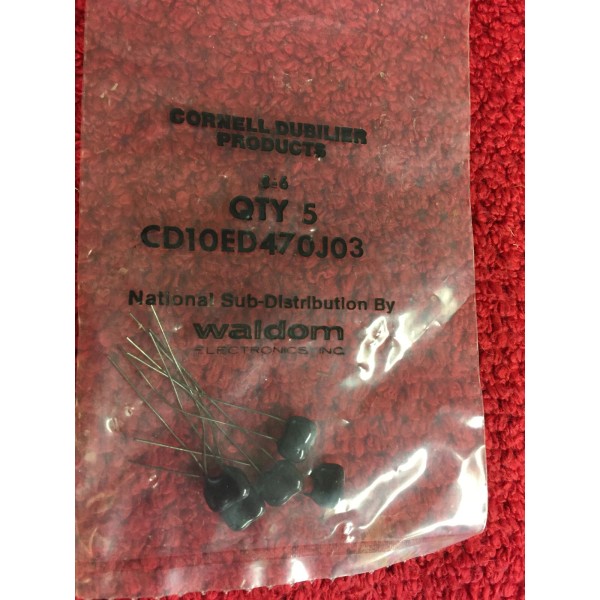 CORNELL DUBILIER
PRODUCTS
QTY 5
CD10ED470J03
National Sub-Distribution By
waldom
ELECTRONICS, INC.